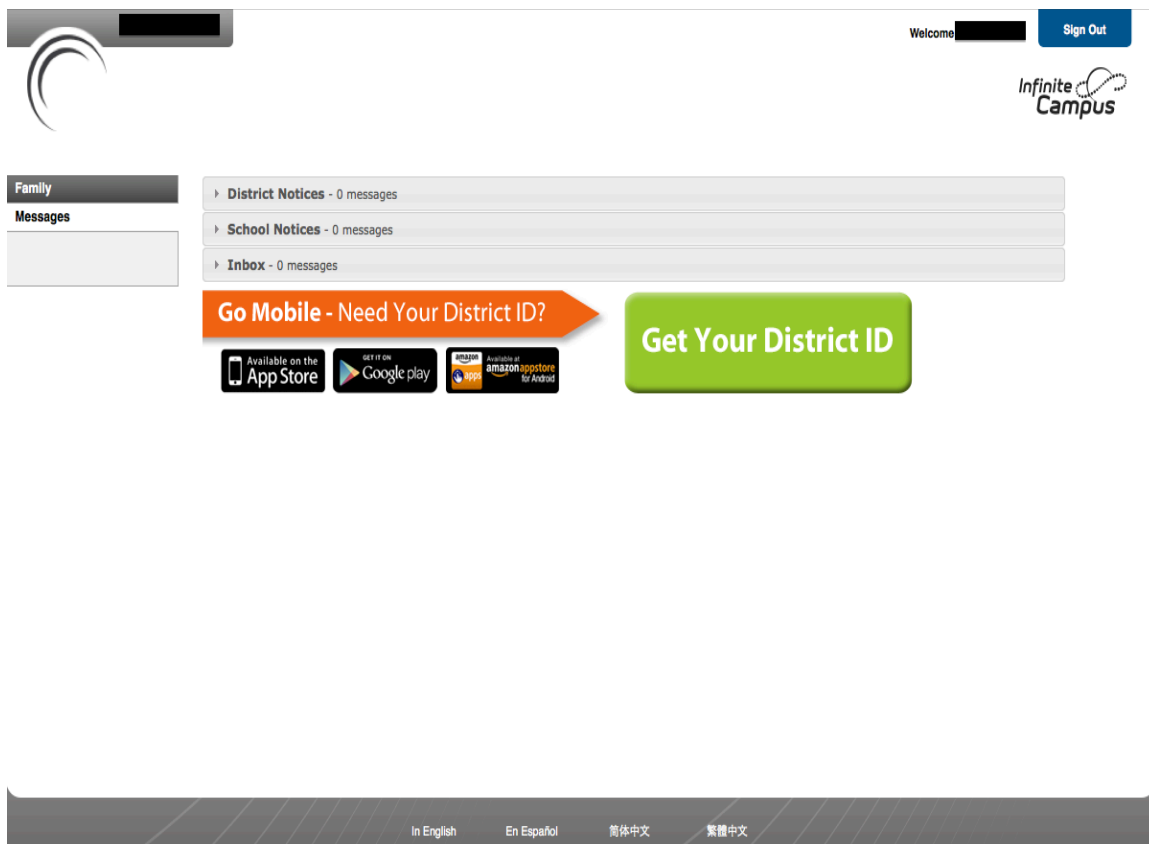 Welcome
Sign Out
Infinite
Campus
Family
Messages
District Notices - 0 messages
School Notices - 0 messages
Inbox - 0 messages
Go Mobile - Need Your District ID?
Get Your District ID
Available on the
App Store
GET IT ON
Google play
amazon
apps
Available at
amazon appstore
for Android
In English En Español 简体中文 繁體中文